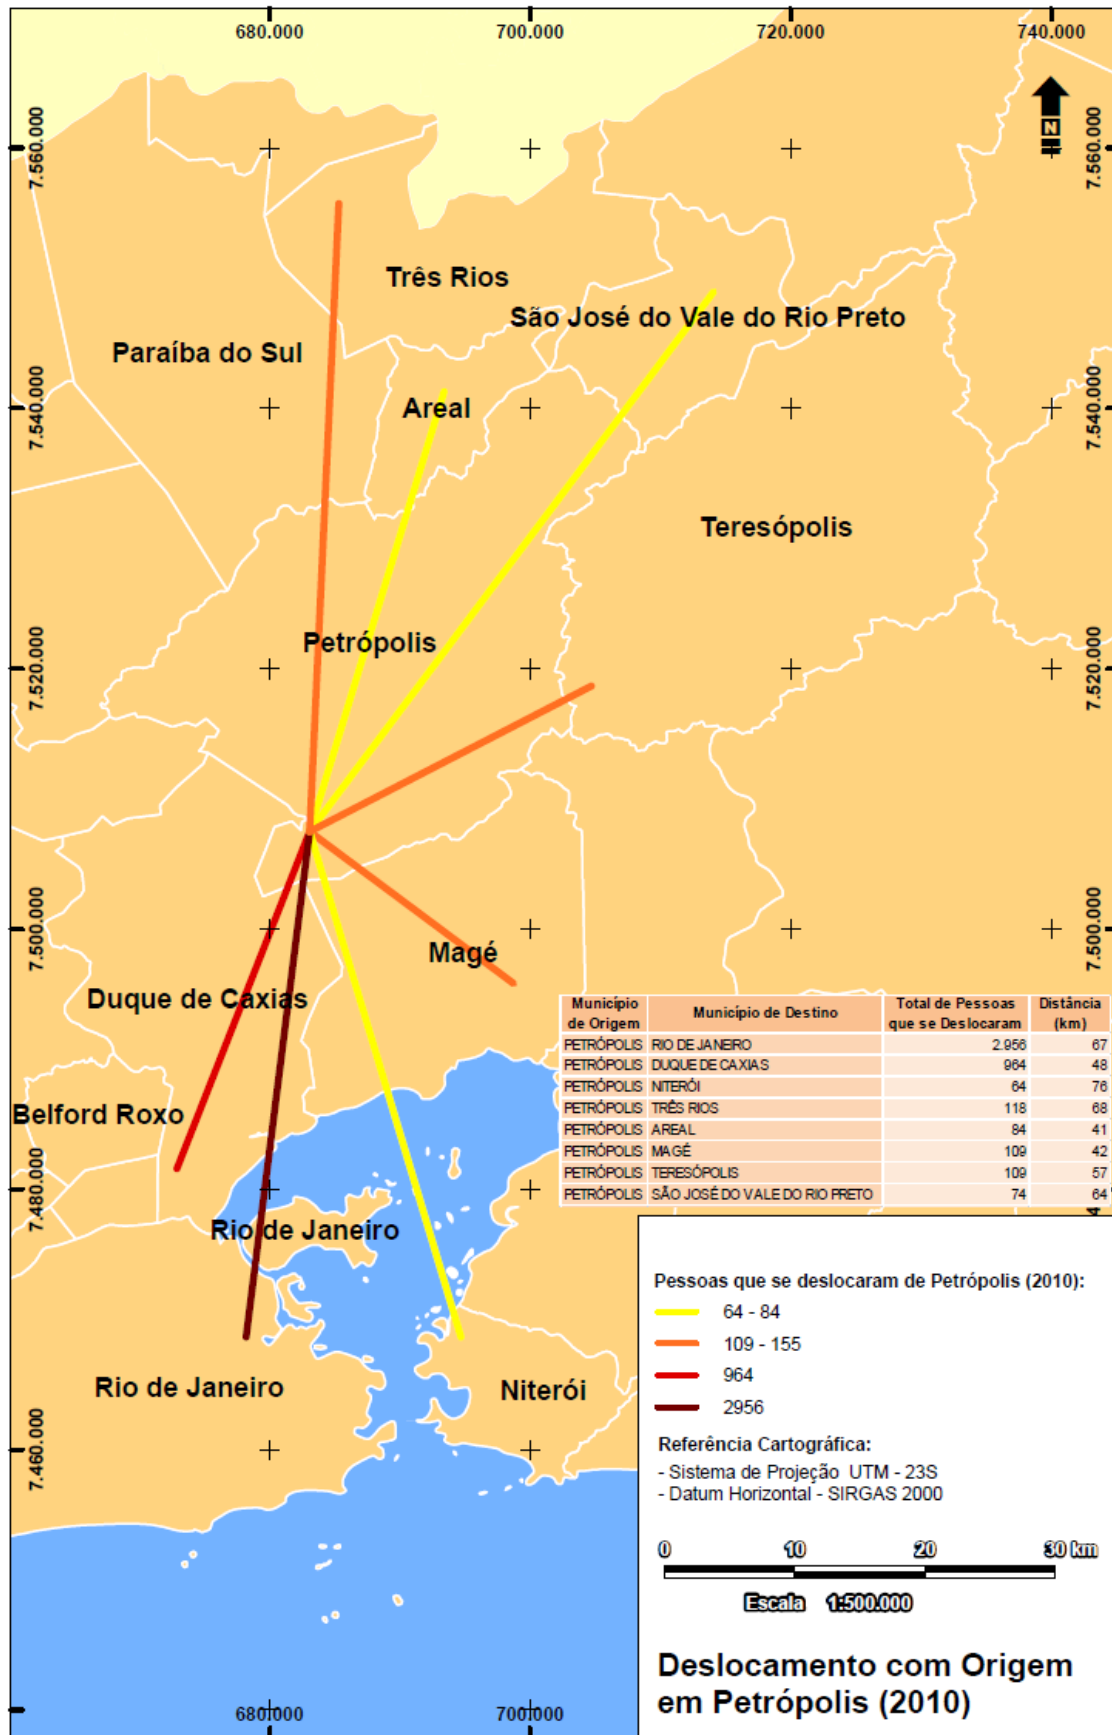 680.000 700.000 720.000 740.000
7.560.000 7.560.000
N
Três Rios
São José do Vale do Rio Preto
Paraíba do Sul
Areal
7.540.000 7.540.000
Teresópolis
Petrópolis
7.520.000 7.520.000
7.500.000 7.500.000
Magé
Duque de Caxias
Município de Origem Município de Destino Total de Pessoas que se Deslocaram Distância (km)
PETRÓPOLIS RIO DE JANEIRO 2.956 67
PETRÓPOLIS DUQUE DE CAXIAS 964 48
PETRÓPOLIS NITERÓI 64 76
PETRÓPOLIS TRÊS RIOS 118 68
PETRÓPOLIS AREAL 84 41
PETRÓPOLIS MAGÉ 109 42
PETRÓPOLIS TERESÓPOLIS 109 57
PETRÓPOLIS SÃO JOSÉ DO VALE DO RIO PRETO 74 64
Belford Roxo
7.480.000
Rio de Janeiro
Rio de Janeiro
Niterói
7.460.000
680.000 700.000
Pessoas que se deslocaram de Petrópolis (2010):
64 - 84
109 - 155
964
2956
Referência Cartográfica:
- Sistema de Projeção UTM - 23S
- Datum Horizontal - SIRGAS 2000
0 10 20 30 km
Escala 1:500.000
Deslocamento com Origem
em Petrópolis (2010)